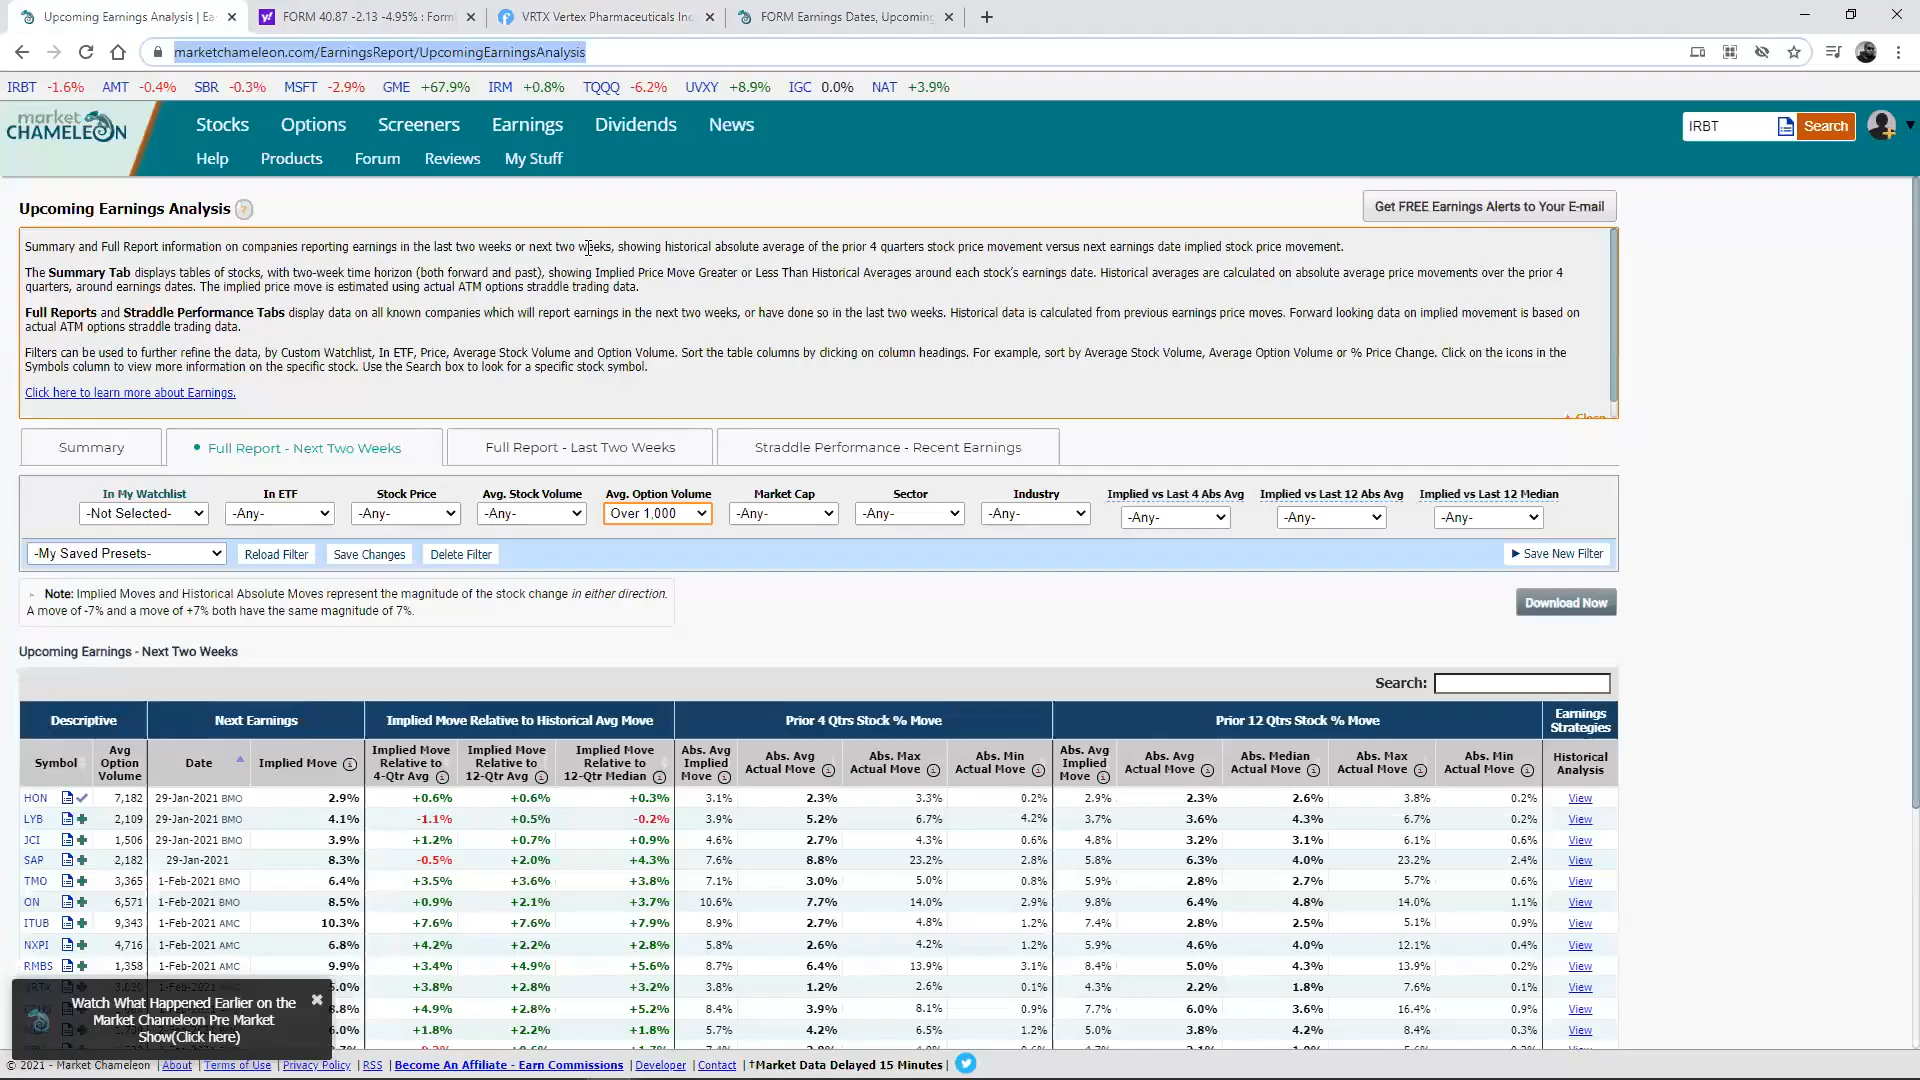 Upcoming Earnings Analysis | Ea
FORM 40.87 -2.13 -4.95% : Form
VRTX Vertex Pharmaceuticals Inc
FORM Earnings Dates, Upcoming
marketchameleon.com/EarningsReport/UpcomingEarningsAnalysis
IRBT -1.6% AMT -0.4% SBR -0.3% MSFT -2.9% GME +67.9% IRM +0.8% TQQQ -6.2% UVXY +8.9% IGC 0.0% NAT +3.9%
market CHAMELEON
Stocks Options Screeners Earnings Dividends News
IRBT Search
Help Products Forum Reviews My Stuff
Upcoming Earnings Analysis ?
Get FREE Earnings Alerts to Your E-mail
Summary and Full Report information on companies reporting earnings in the last two weeks or next two weeks, showing historical absolute average of the prior 4 quarters stock price movement versus next earnings date implied stock price movement.
The Summary Tab displays tables of stocks, with two-week time horizon (both forward and past), showing Implied Price Move Greater or Less Than Historical Averages around each stock's earnings date. Historical averages are calculated on absolute average price movements over the prior 4
quarters, around earnings dates. The implied price move is estimated using actual ATM options straddle trading data.
Full Reports and Straddle Performance Tabs display data on all known companies which will report earnings in the next two weeks, or have done so in the last two weeks. Historical data is calculated from previous earnings price moves. Forward looking data on implied movement is based on
actual ATM options straddle trading data.
Filters can be used to further refine the data, by Custom Watchlist, In ETF, Price, Average Stock Volume and Option Volume. Sort the table columns by clicking on column headings. For example, sort by Average Stock Volume, Average Option Volume or % Price Change. Click on the icons in the
Symbols column to view more information on the specific stock. Use the Search box to look for a specific stock symbol.
Click here to learn more about Earnings.
Close
Summary
Full Report - Next Two Weeks
Full Report - Last Two Weeks
Straddle Performance - Recent Earnings
In My Watchlist In ETF Stock Price Avg. Stock Volume Avg. Option Volume Market Cap Sector Industry Implied vs Last 4 Abs Avg Implied vs Last 12 Abs Avg Implied vs Last 12 Median
-Not Selected- -Any- -Any- -Any- Over 1,000 -Any- -Any- -Any- -Any- -Any- -Any-
-My Saved Presets- Reload Filter Save Changes Delete Filter Save New Filter
Note: Implied Moves and Historical Absolute Moves represent the magnitude of the stock change in either direction.
A move of -7% and a move of +7% both have the same magnitude of 7%.
Download Now
Upcoming Earnings - Next Two Weeks
Search:
Descriptive Next Earnings Implied Move Relative to Historical Avg Move Prior 4 Qtrs Stock % Move Prior 12 Qtrs Stock % Move Earnings Strategies
Symbol Avg Option Volume Date Implied Move Implied Move Relative to 4-Qtr Avg Implied Move Relative to 12-Qtr Avg Implied Move Relative to 12-Qtr Median Abs. Avg Implied Move Abs. Avg Actual Move Abs. Max Actual Move Abs. Min Actual Move Abs. Avg Implied Move Abs. Avg Actual Move Abs. Median Actual Move Abs. Max Actual Move Abs. Min Actual Move Historical Analysis
HON 7,182 29-Jan-2021 BMO 2.9% +0.6% +0.6% +0.3% 3.1% 2.3% 3.3% 0.2% 2.9% 2.3% 2.6% 3.8% 0.2% View
LYB 2,109 29-Jan-2021 BMO 4.1% -1.1% +0.5% -0.2% 3.9% 5.2% 6.7% 4.2% 3.7% 3.6% 4.3% 6.7% 0.2% View
JCI 1,506 29-Jan-2021 BMO 3.9% +1.2% +0.7% +0.9% 4.6% 2.7% 4.3% 0.6% 4.8% 3.2% 3.1% 6.1% 0.6% View
SAP 2,182 29-Jan-2021 8.3% -0.5% +2.0% +4.3% 7.6% 8.8% 23.2% 2.8% 5.8% 6.3% 4.0% 23.2% 2.4% View
TMO 3,365 1-Feb-2021 BMO 6.4% +3.5% +3.6% +3.8% 7.1% 3.0% 5.0% 0.8% 5.9% 2.8% 2.7% 5.7% 0.6% View
ON 6,571 1-Feb-2021 BMO 8.5% +0.9% +2.1% +3.7% 10.6% 7.7% 14.0% 2.9% 9.8% 6.4% 4.8% 14.0% 1.1% View
ITUB 9,343 1-Feb-2021 AMC 10.3% +7.6% +7.6% +7.9% 8.9% 2.7% 4.8% 1.2% 7.4% 2.8% 2.5% 5.1% 0.9% View
NXPI 4,716 1-Feb-2021 AMC 6.8% +4.2% +2.2% +2.8% 5.8% 2.6% 4.2% 1.2% 5.9% 4.6% 4.0% 12.1% 0.4% View
RMBS 1,358 1-Feb-2021 AMC 9.9% +3.4% +4.9% +5.6% 8.7% 6.4% 13.9% 3.1% 8.4% 5.0% 4.3% 13.9% 0.2% View
5.0% +3.8% +2.8% +3.2% 3.8% 1.2% 2.6% 0.1% 4.3% 2.2% 1.8% 7.6% 0.1% View
8.8% +4.9% +2.8% +5.2% 8.4% 3.9% 8.1% 0.9% 7.7% 6.0% 3.6% 16.4% 0.9% View
6.0% +1.8% +2.2% +1.8% 5.7% 4.2% 6.5% 1.2% 5.0% 3.8% 4.2% 8.4% 0.3% View
Watch What Happened Earlier on the
Market Chameleon Pre Market
Show(Click here)
© 2021 - Market Chameleon | About | Terms of Use | Privacy Policy | RSS | Become An Affiliate - Earn Commissions | Developer | Contact | †Market Data Delayed 15 Minutes |